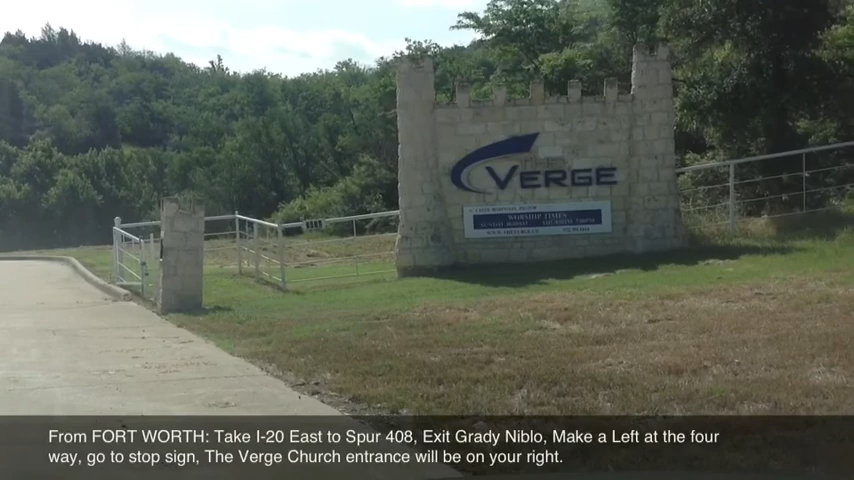 THE
VERGE
WORSHIP TIMES
From FORT WORTH: Take I-20 East to Spur 408, Exit Grady Niblo, Make a Left at the four
way, go to stop sign, The Verge Church entrance will be on your right.